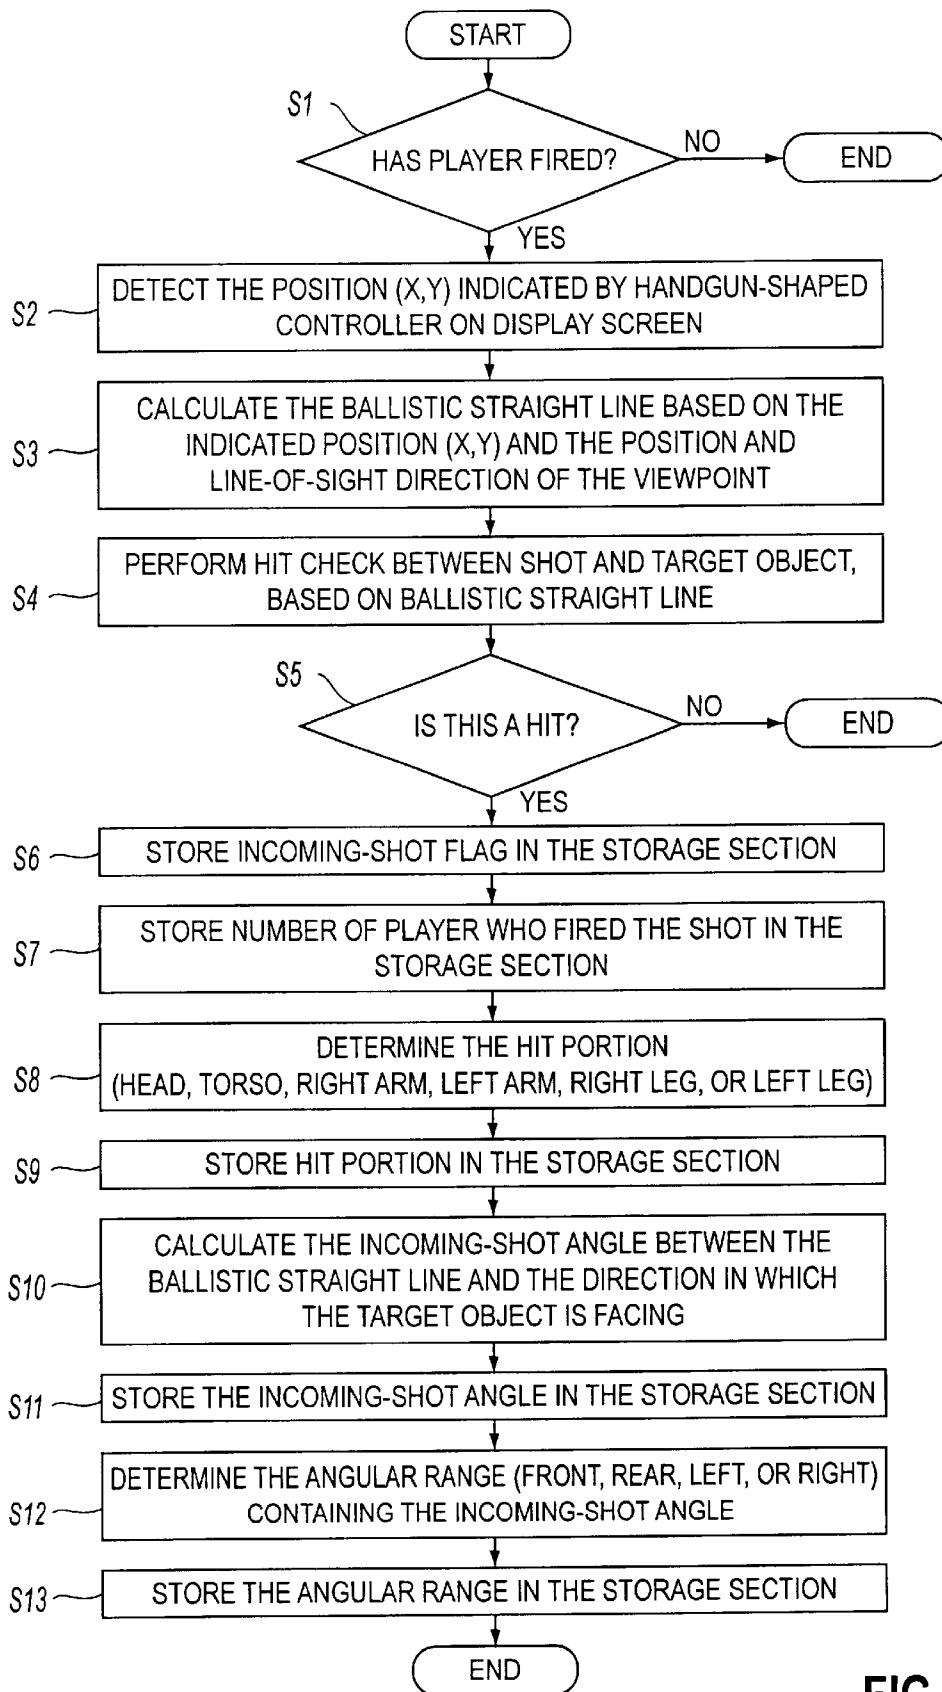 START
S1
HAS PLAYER FIRED?
NO
END
YES
S2
DETECT THE POSITION (X,Y) INDICATED BY HANDGUN-SHAPED
CONTROLLER ON DISPLAY SCREEN
S3
CALCULATE THE BALLISTIC STRAIGHT LINE BASED ON THE
INDICATED POSITION (X,Y) AND THE POSITION AND
LINE-OF-SIGHT DIRECTION OF THE VIEWPOINT
S4
PERFORM HIT CHECK BETWEEN SHOT AND TARGET OBJECT,
BASED ON BALLISTIC STRAIGHT LINE
S5
IS THIS A HIT?
NO
END
YES
S6
STORE INCOMING-SHOT FLAG IN THE STORAGE SECTION
S7
STORE NUMBER OF PLAYER WHO FIRED THE SHOT IN THE
STORAGE SECTION
S8
DETERMINE THE HIT PORTION
(HEAD, TORSO, RIGHT ARM, LEFT ARM, RIGHT LEG, OR LEFT LEG)
S9
STORE HIT PORTION IN THE STORAGE SECTION
S10
CALCULATE THE INCOMING-SHOT ANGLE BETWEEN THE
BALLISTIC STRAIGHT LINE AND THE DIRECTION IN WHICH
THE TARGET OBJECT IS FACING
S11
STORE THE INCOMING-SHOT ANGLE IN THE STORAGE SECTION
S12
DETERMINE THE ANGULAR RANGE (FRONT, REAR, LEFT, OR RIGHT)
CONTAINING THE INCOMING-SHOT ANGLE
S13
STORE THE ANGULAR RANGE IN THE STORAGE SECTION
END
FIG